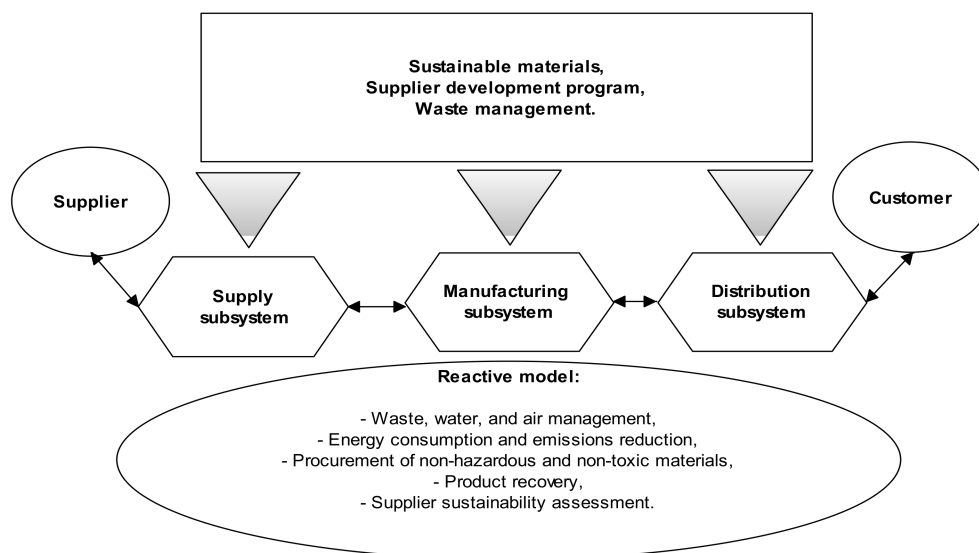 Sustainable materials,
Supplier development program,
Waste management.
Supplier
Customer
Supply
subsystem
Manufacturing
subsystem
Distribution
subsystem
Reactive model:
- Waste, water, and air management,
- Energy consumption and emissions reduction,
- Procurement of non-hazardous and non-toxic materials,
- Product recovery,
- Supplier sustainability assessment.